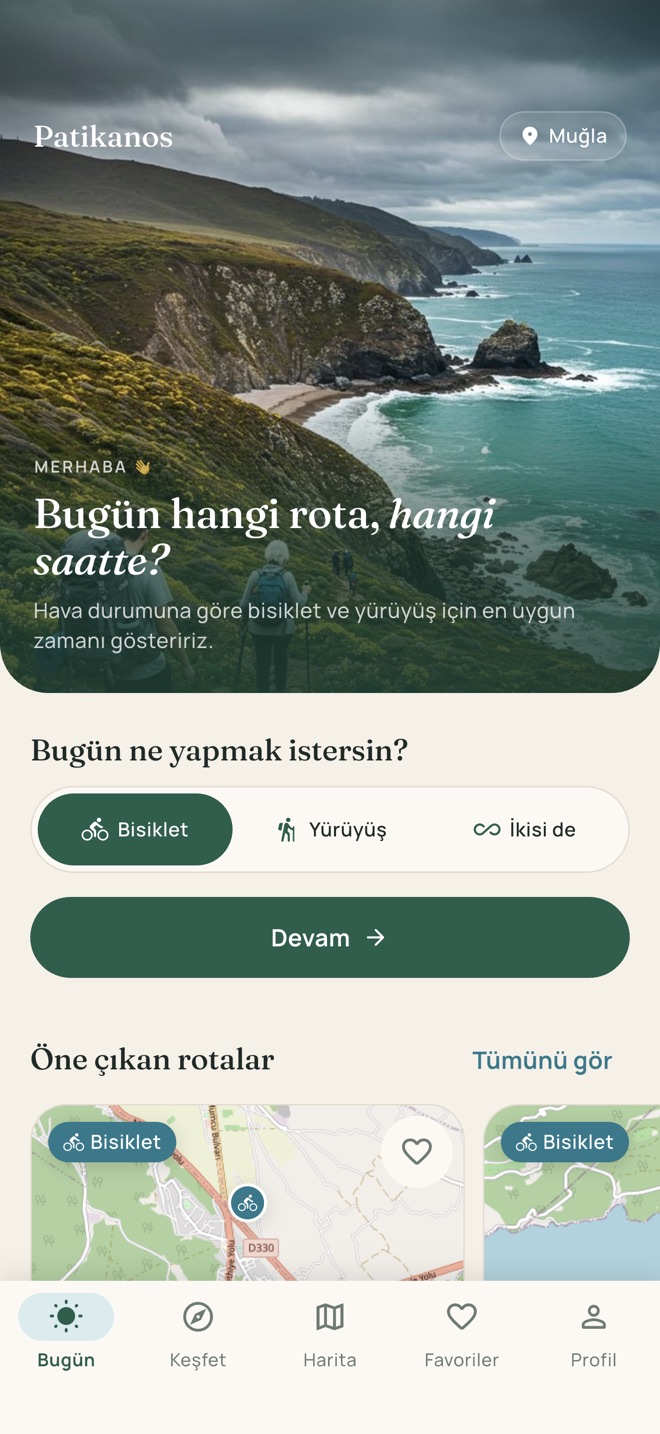 Patikanos
Muğla
MERHABA 👋
Bugün hangi rota, hangi
saatte?
Hava durumuna göre bisiklet ve yürüyüş için en uygun
zamanı gösteririz.
Bugün ne yapmak istersin?
Bisiklet
Yürüyüş
İkisi de
Devam →
Öne çıkan rotalar
Tümünü gör
Bisiklet
D330
Yolu
Bisiklet
Bugün
Keşfet
Harita
Favoriler
Profil